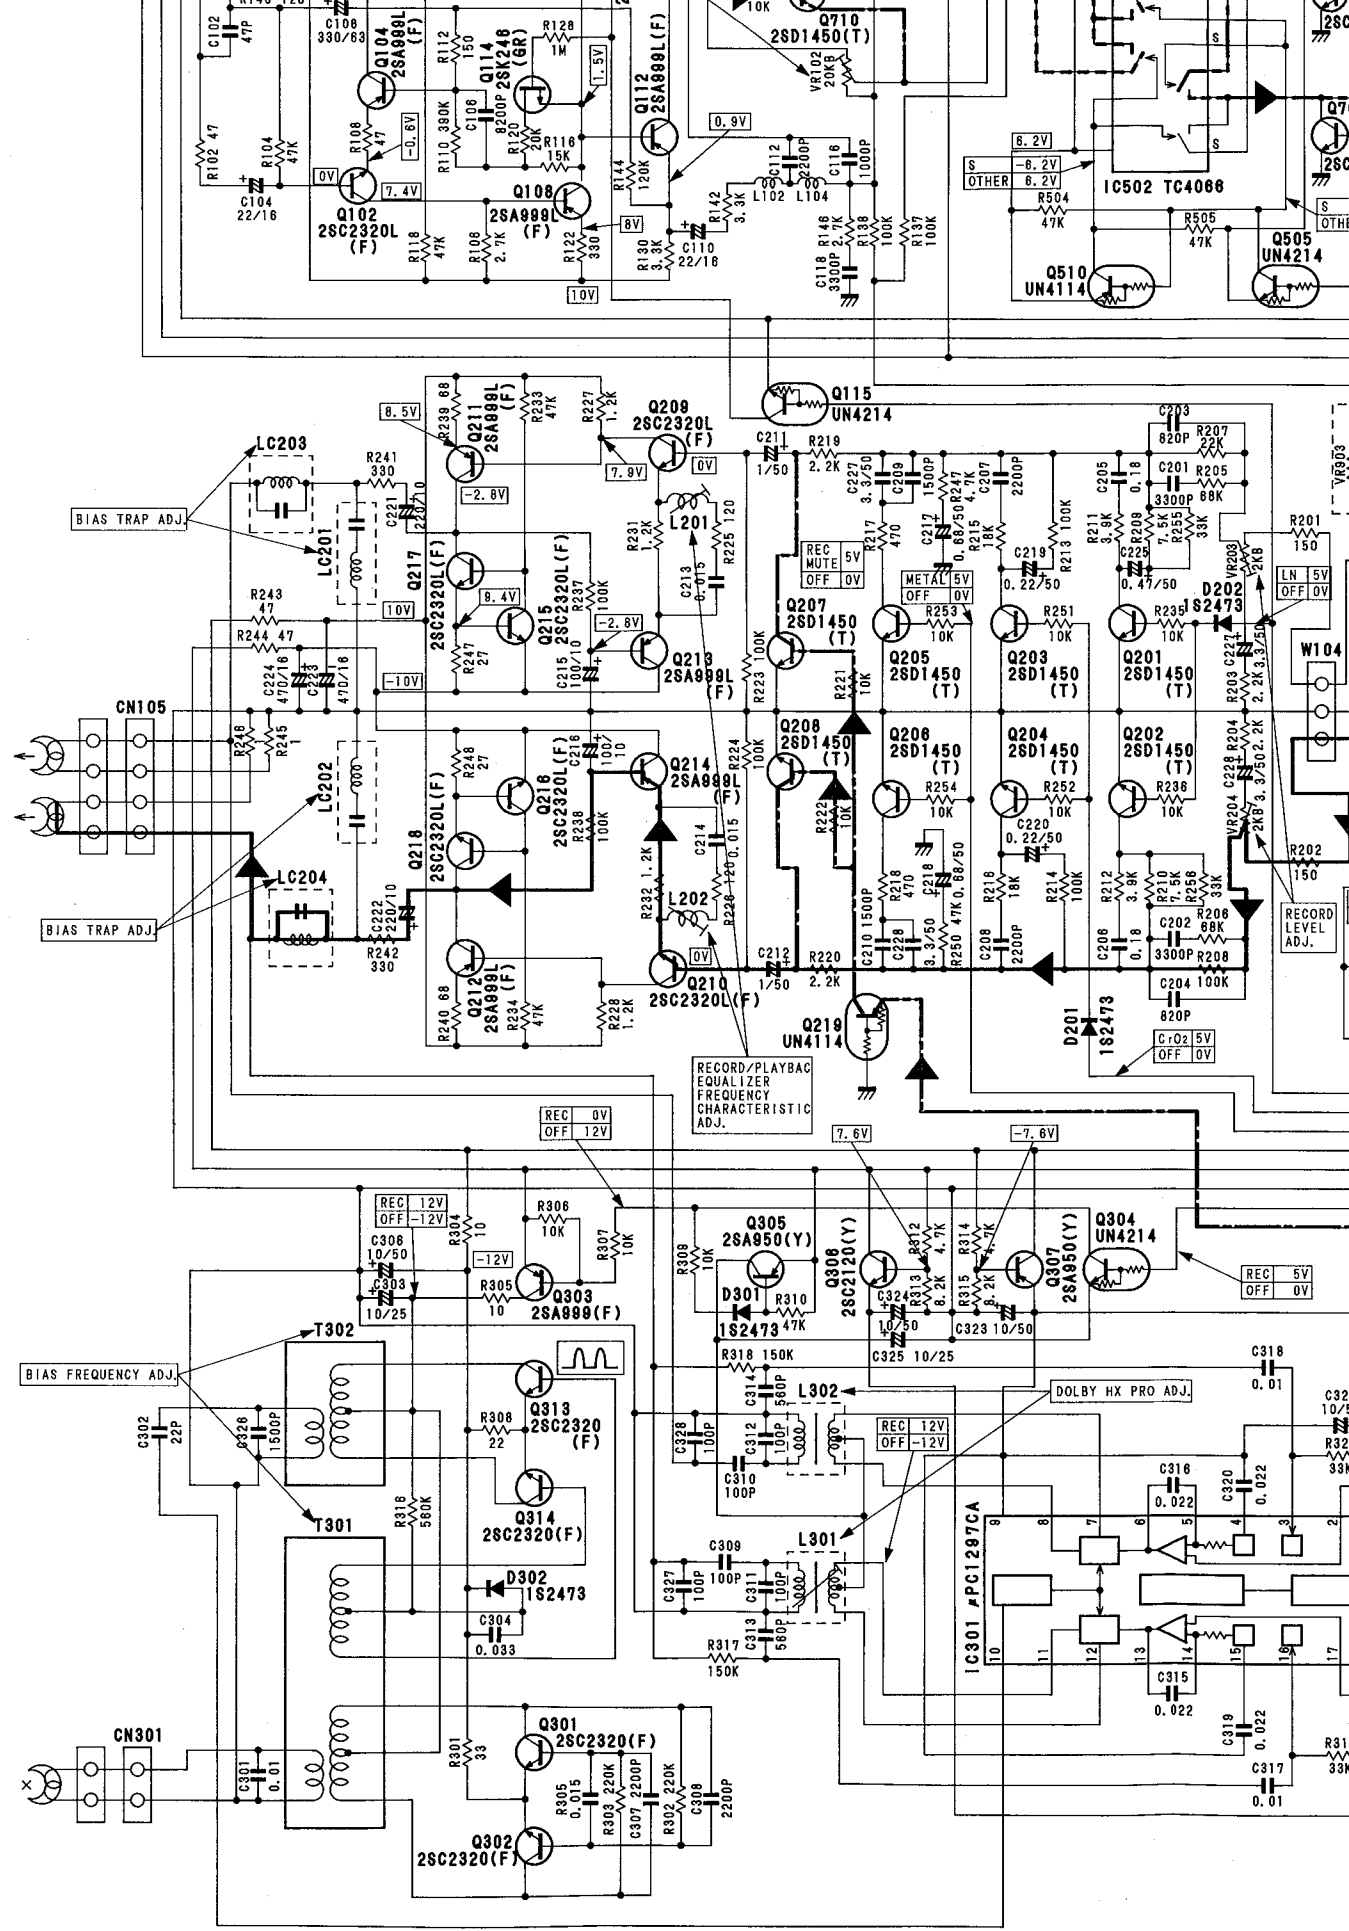 C102
47P
C106
330/63
Q104
2SA999L
(F)
R112
150
Q114
2SK246
(GR)
R128
1M
1.5V
Q112
2SA999L(F)
10K
Q710
2SD1450(T)
VR102
20KB
R102 47
R104
47K
R108
47
-0.6V
R110 390K
C106
8200P
R120
20K
R116
15K
R144
120K
0.9V
C112
2200P
C116
1000P
L102 L104
S
S
6.2V
S -6.2V
OTHER 6.2V
IC502 TC4066
0V
7.4V
C104
22/16
Q102
2SC2320L
(F)
Q108
2SA999L
(F)
8V
R118
47K
R108
2.7K
R122
330
R130
3.3K
C110
22/16
R142
3.3K
R146
2.7K
C118
3300P
R138
100K
R137
100K
R504
47K
R505
47K
Q510
UN4114
Q505
UN4214
10V
Q115
UN4214
8.5V
R239 68
Q211
2SA999L
(F)
R233
47K
R227
1.2K
Q209
2SC2320L
(F)
7.9V
0V
C211
1/50
R219
2.2K
C227
3.3/50
C209
1500P
R247
4.7K
C207
2200P
C205
0.18
C203
820P
R207
22K
C201
3300P
R205
68K
LC203
R241
330
C221
220/10
-2.8V
BIAS TRAP ADJ.
LC201
Q217
2SC2320L(F)
9.4V
10V
R231
1.2K
L201
R225 120
C213
0.015
REC MUTE 5V
OFF 0V
METAL 5V
OFF 0V
R217
470
C217
0.68/50
R215
18K
C219
0.22/50
R213 100K
R211
3.9K
R209
7.5K
R255
33K
C225
0.47/50
VR203
2KB
R201
150
LN 5V
OFF 0V
D202
1S2473
R243
47
R244 47
C224
470/16
C223
470/16
R247
27
Q215
2SC2320L(F)
R237
100K
-2.8V
C215
100/10
Q213
2SA999L
(F)
R223 100K
Q207
2SD1450
(T)
R221
10K
Q205
2SD1450
(T)
R253
10K
Q203
2SD1450
(T)
R251
10K
Q201
2SD1450
(T)
R235
10K
C227
3.3/50
R203
2.2K
W104
-10V
CN105
R246
R245
LC202
R248
27
Q216
2SC2320L(F)
C216
100/
10
Q214
2SA999L
(F)
R224
100K
Q208
2SD1450
(T)
R222
10K
Q206
2SD1450
(T)
R254
10K
Q204
2SD1450
(T)
R252
10K
Q202
2SD1450
(T)
R236
10K
R204
2.2K
C228
3.3/50
VR204
2KB
R202
150
Q218
2SC2320L(F)
R238
100K
R232 1.2K
C214
0.015
L202
R226 120
C220
0.22/50
LC204
BIAS TRAP ADJ.
C222
220/10
R242
330
R218
470
C210 1500P
C228
3.3/50
C218
0.68/50
R250 47K
R216
18K
C208
2200P
R214
100K
R212
3.9K
C206
0.18
7.5K
R256
33K
C202
3300P
R206
68K
R208
100K
C204
820P
RECORD
LEVEL
ADJ.
R240 68
Q212
2SA999L
(F)
R234
47K
R228
1.2K
0V
Q210
2SC2320L(F)
C212
1/50
R220
2.2K
Q219
UN4114
D201
1S2473
CrO2 5V
OFF 0V
RECORD/PLAYBAC
EQUALIZER
FREQUENCY
CHARACTERISTIC
ADJ.
REC 0V
OFF 12V
7.6V
-7.6V
REC 12V
OFF -12V
R304
10
R306
10K
R307
10K
C306
10/50
C303
10/25
-12V
R305
10
Q303
2SA999(F)
R309
10K
Q305
2SA950(Y)
D301
1S2473
R310
47K
Q306
2SC2120(Y)
R312
4.7K
R313
8.2K
R314
4.7K
R315
8.2K
Q307
2SA950(Y)
Q304
UN4214
REC 5V
OFF 0V
C324
10/50
C325 10/25
C323 10/50
T302
BIAS FREQUENCY ADJ.
C302
22P
C326
1500P
Q313
2SC2320
(F)
R308
22
Q314
2SC2320(F)
R316
560K
R318 150K
C314
560P
L302
C328
100P
C312
100P
C310
100P
DOLBY HX PRO ADJ.
REC 12V
OFF -12V
C318
0.01
C316
0.022
C320
0.022
33K
T301
D302
1S2473
C304
0.033
L301
C309
100P
C327
100P
C311
100P
C313
560P
R317
150K
IC301 μPC1297CA
9 8 7 6 5 4 3 2
10 11 12 13 14 15 16 17
C315
0.022
C319
0.022
C317
0.01
33K
CN301
C301
0.01
R301
33
Q301
2SC2320(F)
Q302
2SC2320(F)
R305
0.015
R303 220K
C307 2200P
R302 220K
C308
2200P